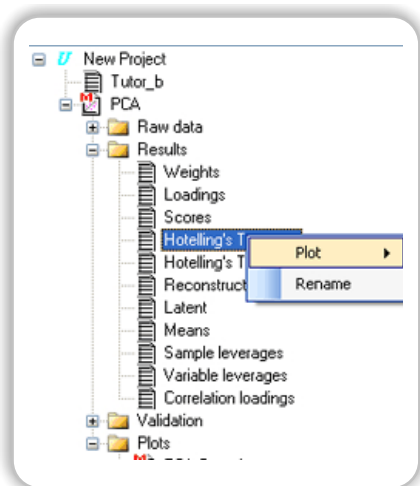 New Project
Tutor_b
PCA
Raw data
Results
Weights
Loadings
Scores
Hotelling's T
Hotelling's T
Plot
Reconstruct
Rename
Latent
Means
Sample leverages
Variable leverages
Correlation loadings
Validation
Plots